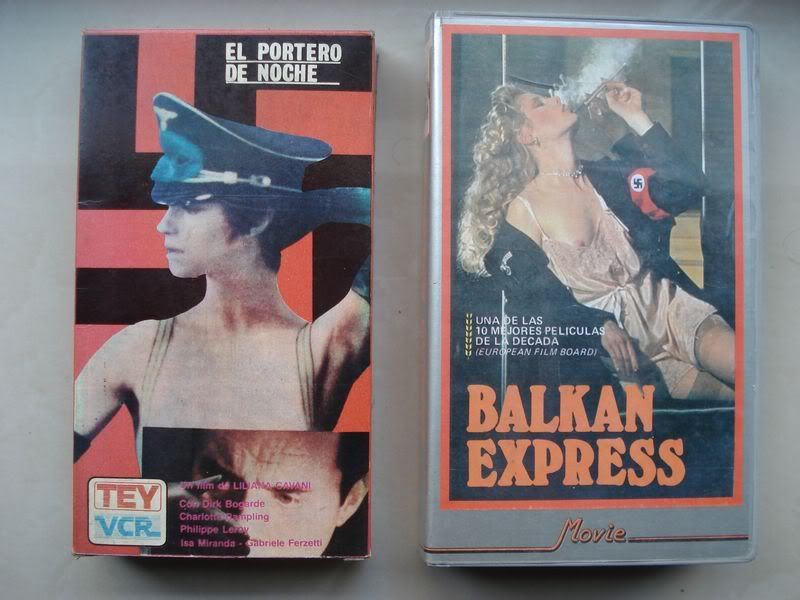 EL PORTERO
DE NOCHE
Un film de LILIANA CAVANI
Con Dirk Bogarde
Charlotte Rampling
Philippe Leroy
Isa Miranda - Gabriele Ferzetti
TEY
VCR
UNA DE LAS
10 MEJORES PELICULAS
DE LA DECADA
(EUROPEAN FILM BOARD)
BALKAN
EXPRESS
Movie